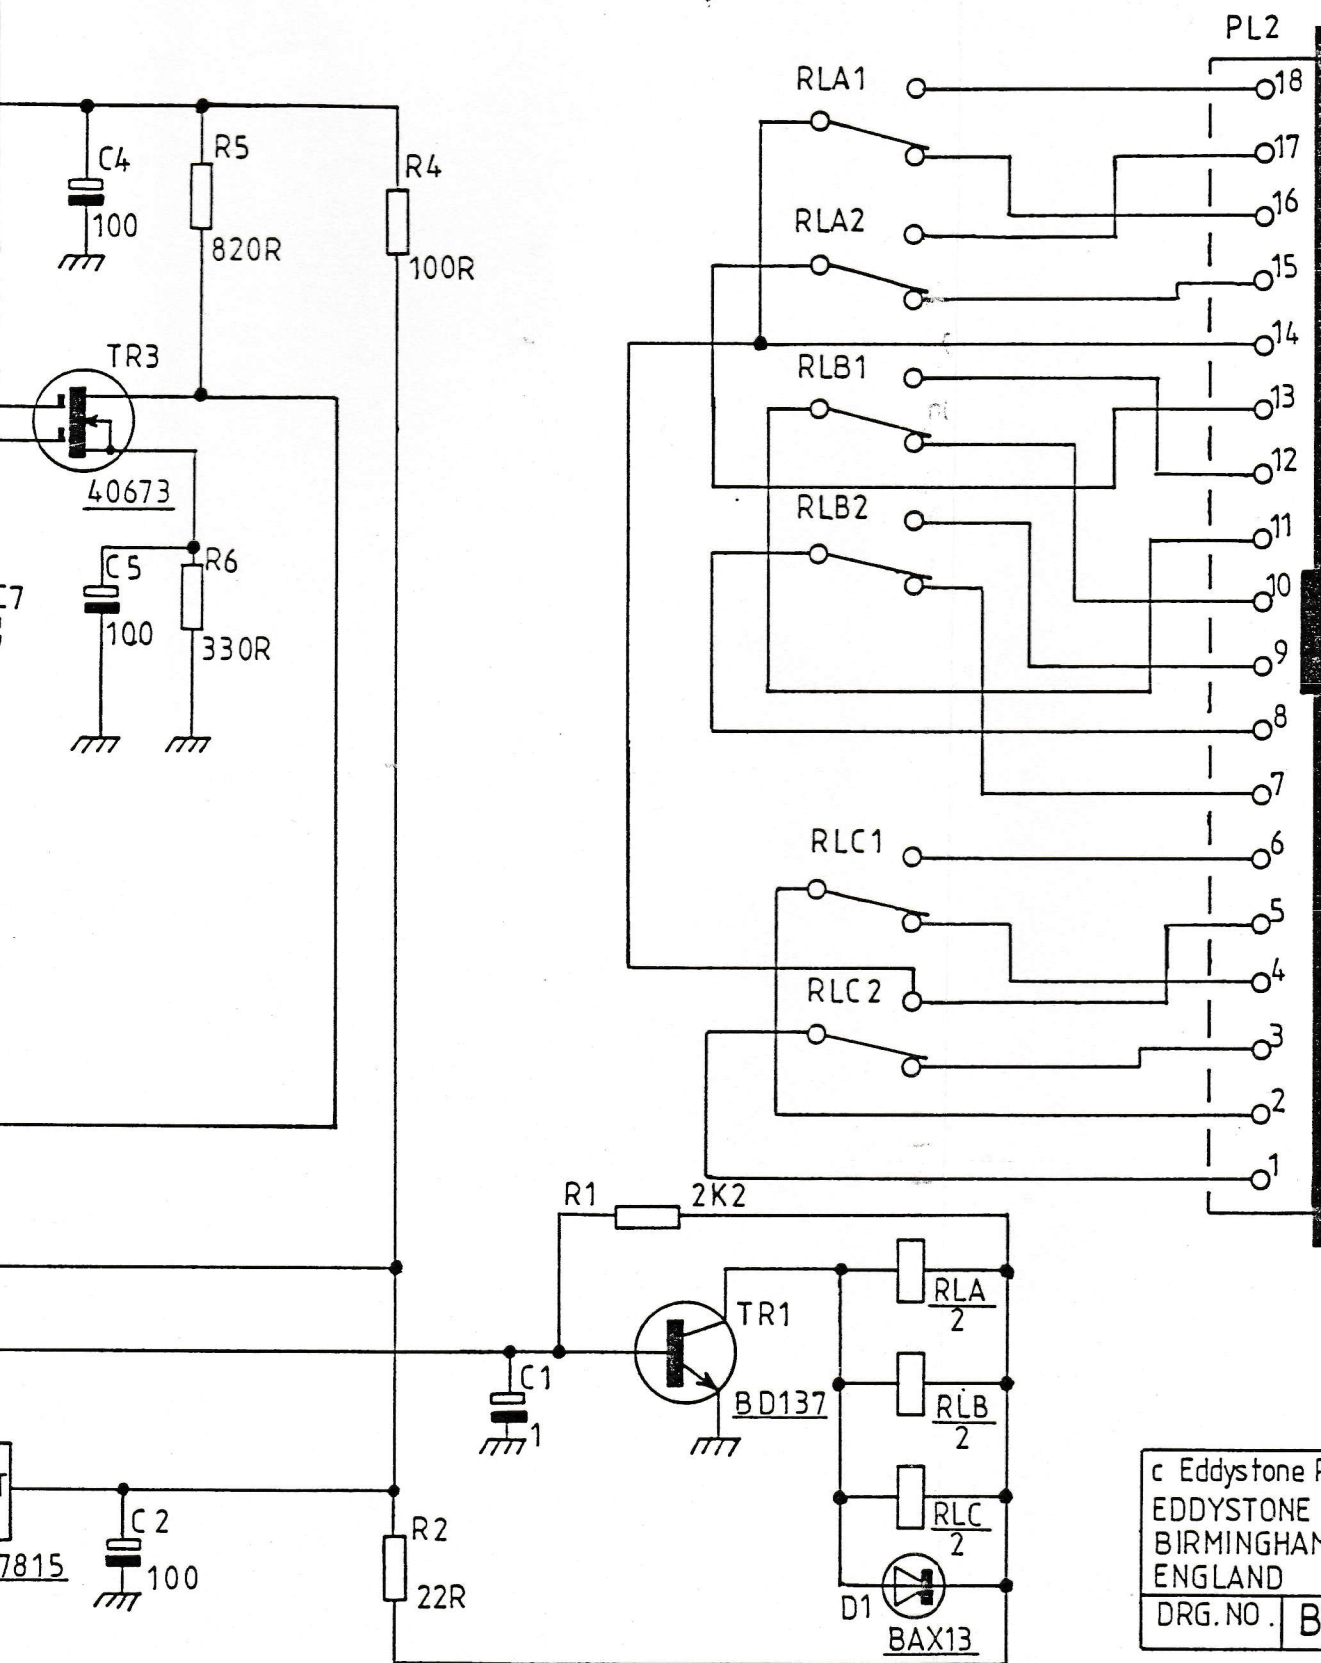 PL2
RLA1
18
C4
100
R5
820R
R4
100R
17
16
RLA2
15
14
TR3
40673
RLB1
13
12
RLB2
11
10
C5
100
R6
330R
9
8
7
RLC1
6
5
4
RLC2
3
2
1
R1
2K2
RLA
2
TR1
BD137
C1
1
RLB
2
RLC
2
C2
100
7815
R2
22R
D1
BAX13
c Eddystone
EDDYSTONE
BIRMINGHAM
ENGLAND
DRG.NO. B